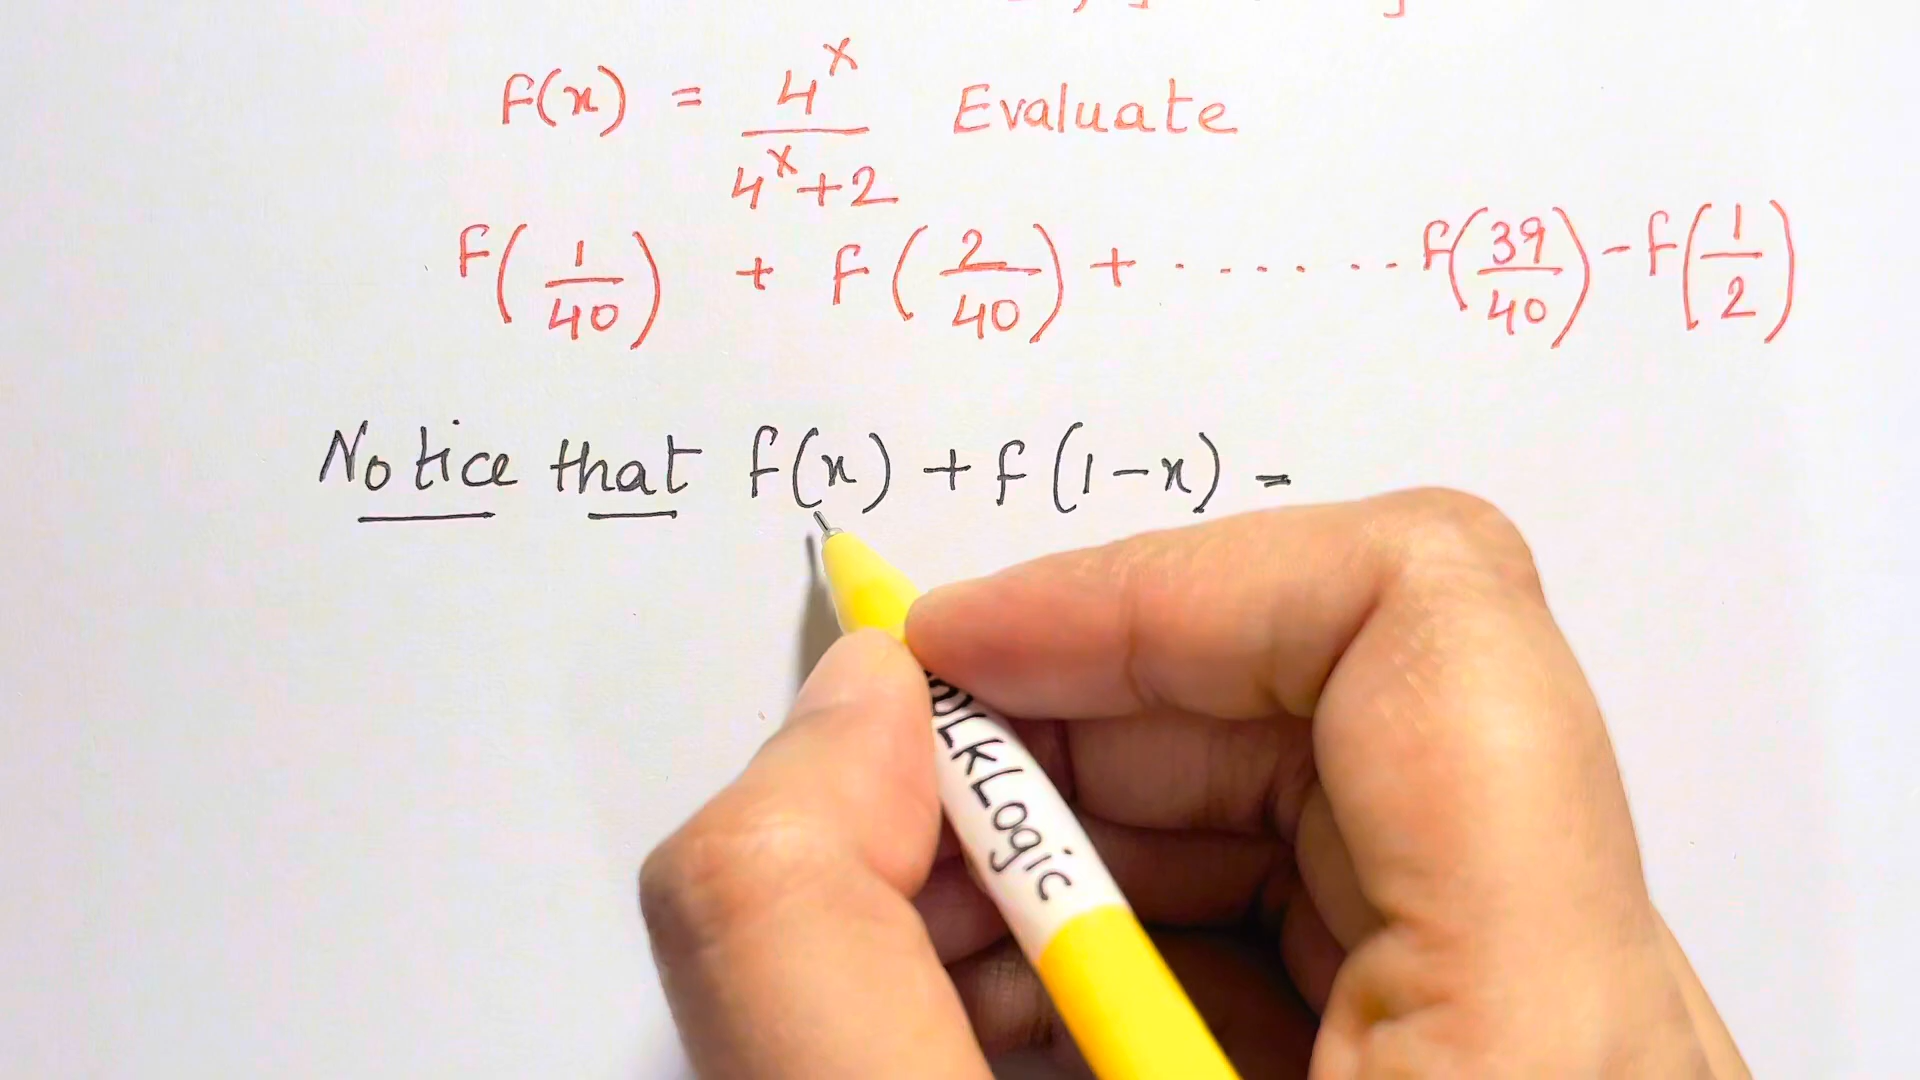 f(x) = 4^x / 4^x+2 Evaluate
f(1/40) + f(2/40) + ........ f(39/40) - f(1/2)
Notice that f(x) + f(1-x) =
LKLogic